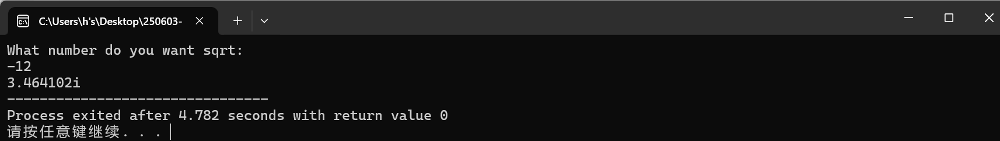 C:\Users\h's\Desktop\250603-
What number do you want sqrt:
-12
3.464102i
--------------------------------
Process exited after 4.782 seconds with return value 0
请按任意键继续. . .